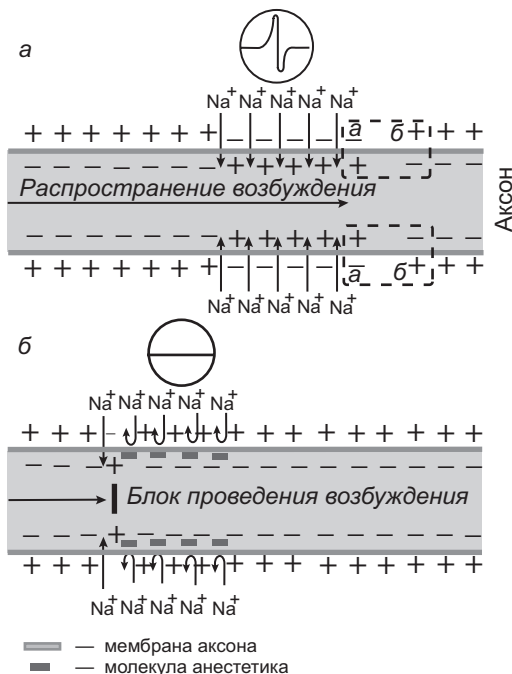 а
Na+ Na+ Na+ Na+ Na+
+ + + + + + + + – – – – – а б + +
– – – – – – – – + + + + + – –
Распространение возбуждения
– – – – – – – – + + + + + – –
+ + + + + + + + – – – – – а б + +
Na+ Na+ Na+ Na+ Na+
Аксон
б
Na+ Na+ Na+ Na+ Na+
+ + + + – + + + + + + + + + + +
– – – – + – – – – – – – – – – –
Блок проведения возбуждения
– – – – + – – – – – – – – – – –
+ + + + + + + + + + + + + + +
Na+ Na+ Na+ Na+ Na+
— мембрана аксона
— молекула анестетика